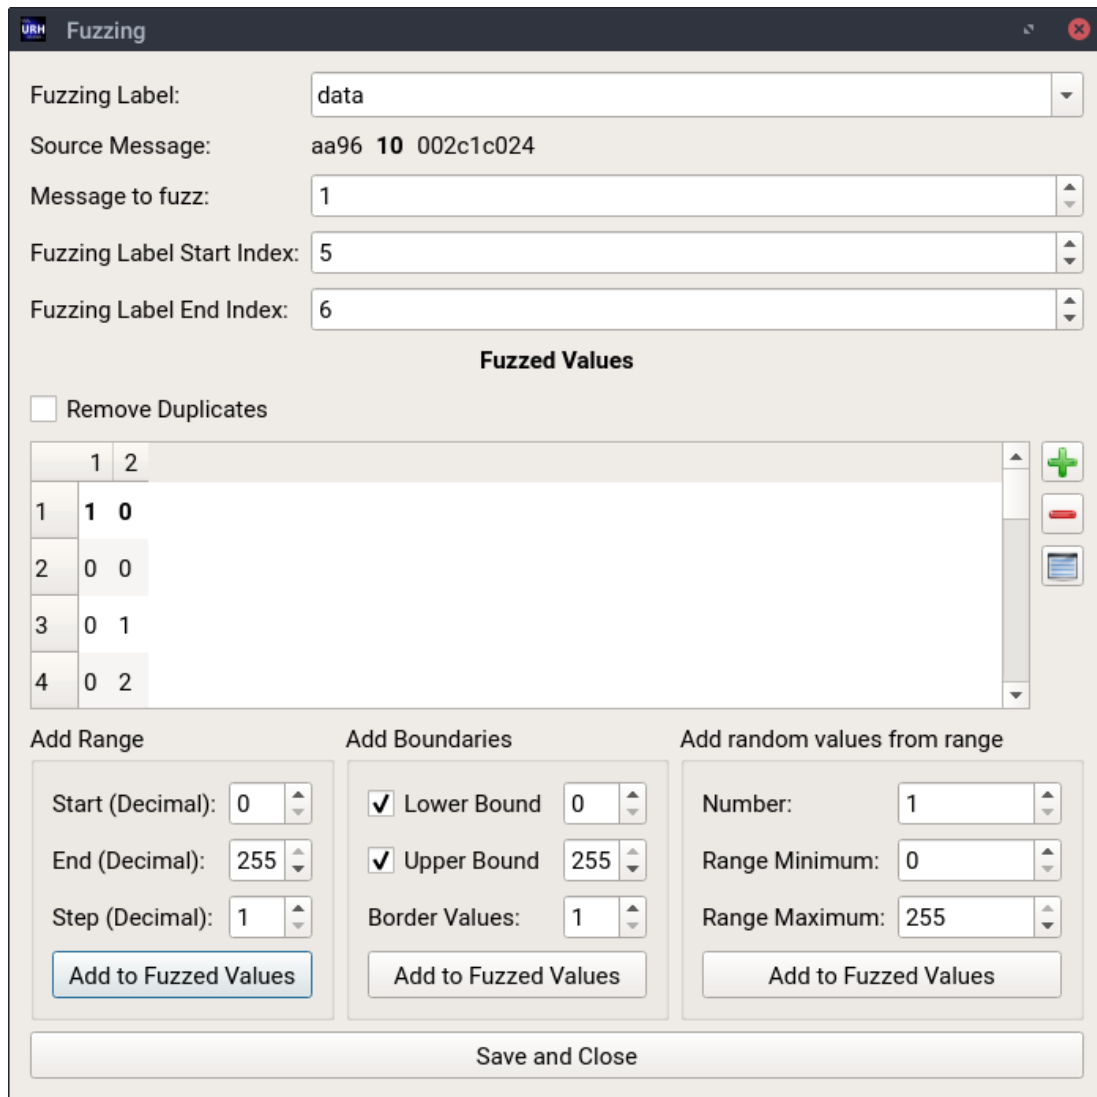 URH Fuzzing
Fuzzing Label: data
Source Message: aa96 10 002c1c024
Message to fuzz: 1
Fuzzing Label Start Index: 5
Fuzzing Label End Index: 6
Fuzzed Values
Remove Duplicates
1 2
1 1 0
2 0 0
3 0 1
4 0 2
Add Range Add Boundaries Add random values from range
Start (Decimal): 0 Lower Bound 0 Number: 1
End (Decimal): 255 Upper Bound 255 Range Minimum: 0
Step (Decimal): 1 Border Values: 1 Range Maximum: 255
Add to Fuzzed Values Add to Fuzzed Values Add to Fuzzed Values
Save and Close